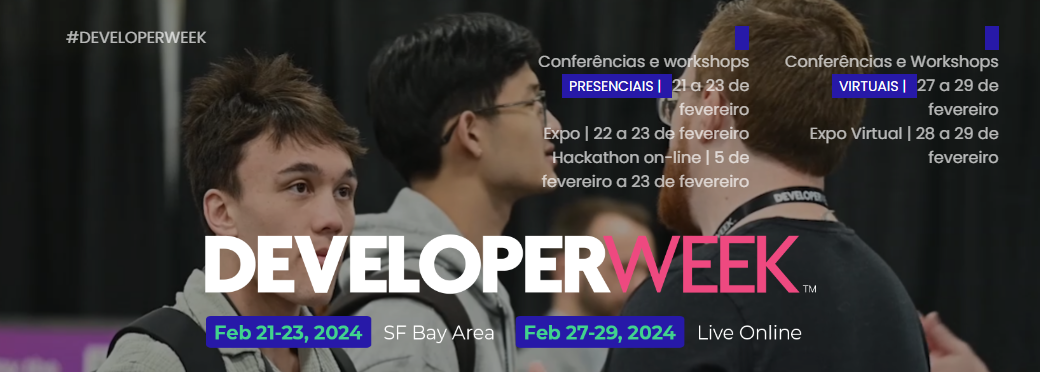 #DEVELOPERWEEK
Conferências e workshops
PRESENCIAIS | 21 a 23 de
fevereiro
Expo | 22 a 23 de fevereiro
Hackathon on-line | 5 de
fevereiro a 23 de fevereiro
Conferências e Workshops
VIRTUAIS | 27 a 29 de
fevereiro
Expo Virtual | 28 a 29 de
fevereiro
DEVELOPER
DEVELOPERWEEK™
Feb 21-23, 2024 SF Bay Area Feb 27-29, 2024 Live Online